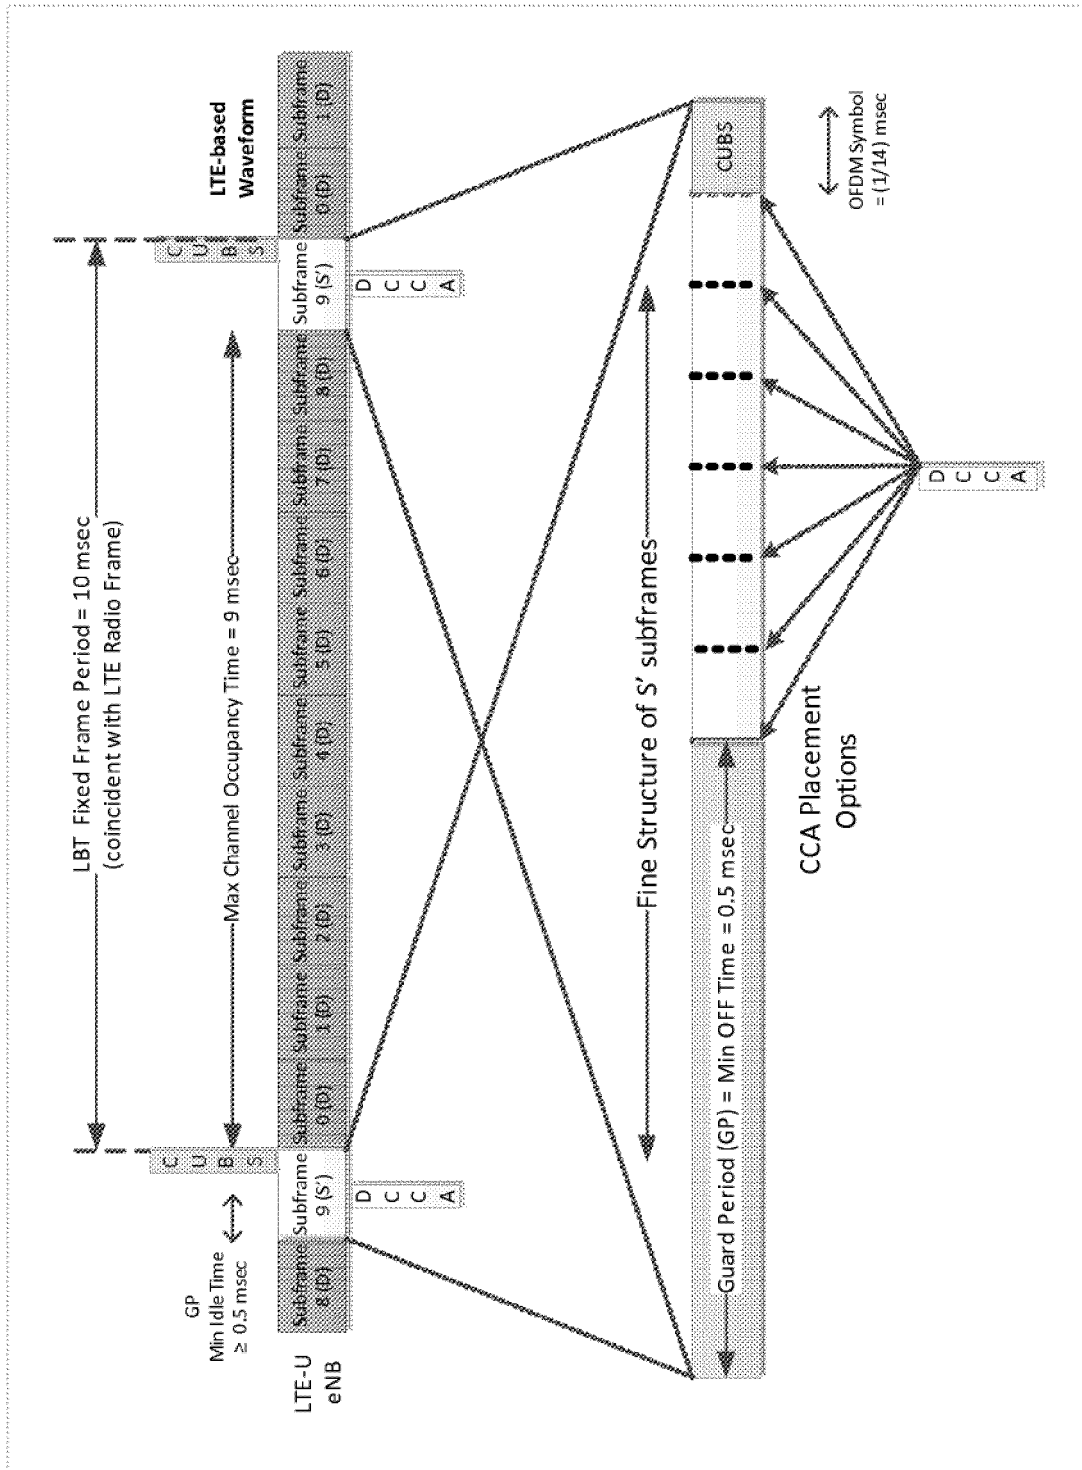 LBT Fixed Frame Period = 10 msec
(coincident with LTE Radio Frame)
GP
Min Idle Time
≥ 0.5 msec
Max Channel Occupancy Time = 9 msec
LTE-based
Waveform
C U B S
C U B S
LTE-U
eNB
Subframe
8 (D)
Subframe
9 (S')
Subframe
0 (D)
Subframe
1 (D)
Subframe
2 (D)
Subframe
3 (D)
Subframe
4 (D)
Subframe
5 (D)
Subframe
6 (D)
Subframe
7 (D)
Subframe
8 (D)
Subframe
9 (S')
Subframe
0 (D)
Subframe
1 (D)
D C C A
D C C A
Fine Structure of S' subframes
Guard Period (GP) = Min OFF Time = 0.5 msec
CUBS
CCA Placement
Options
OFDM Symbol
= (1/14) msec
D C C A